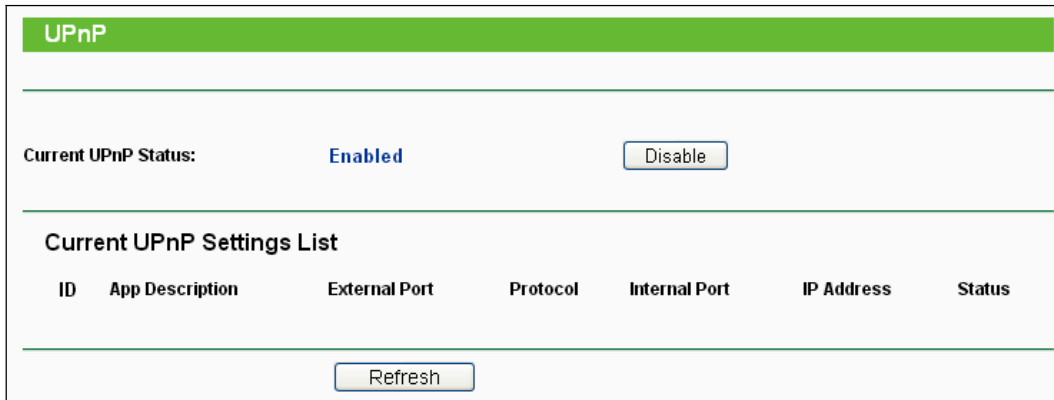 UPnP
Current UPnP Status: Enabled Disable
Current UPnP Settings List
ID App Description External Port Protocol Internal Port IP Address Status
Refresh